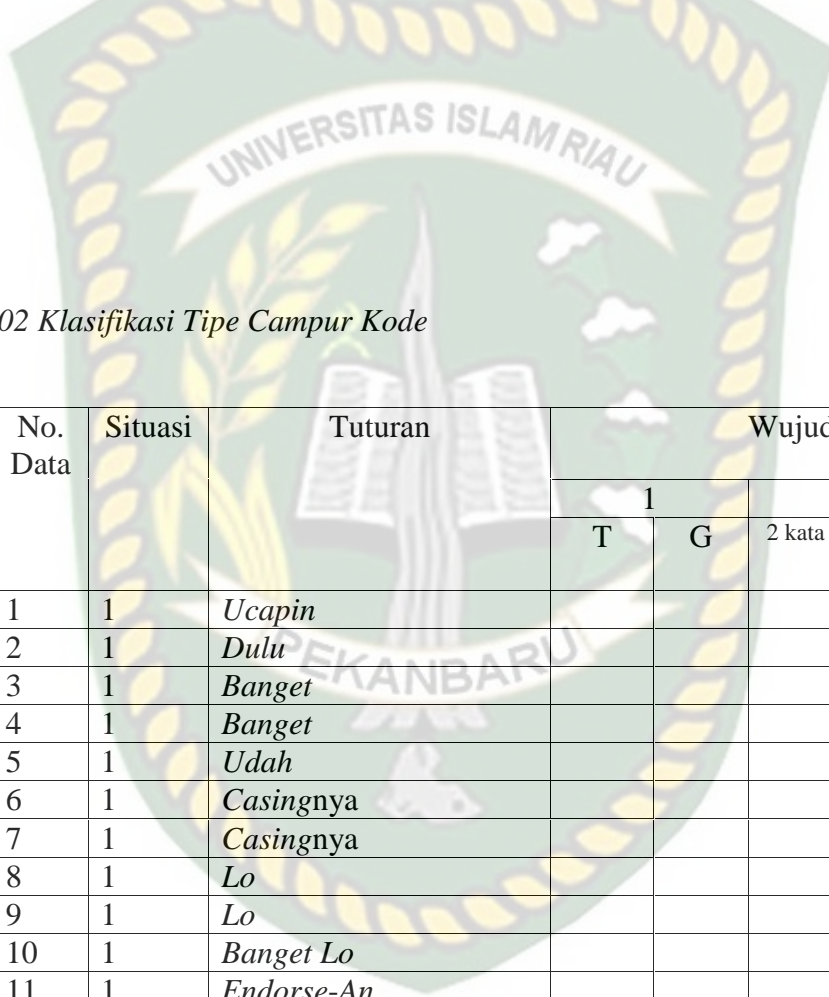 UNIVERSITAS ISLAM RIAU
02 Klasifikasi Tipe Campur Kode
No. Data Situasi Tuturan Wujud
1
T G 2 kata
1 1 Ucapin
2 1 Dulu
3 1 Banget
4 1 Banget
PEKANBARU
5 1 Udah
6 1 Casingnya
7 1 Casingnya
8 1 Lo
9 1 Lo
10 1 Banget Lo
11 1 Endorse-An